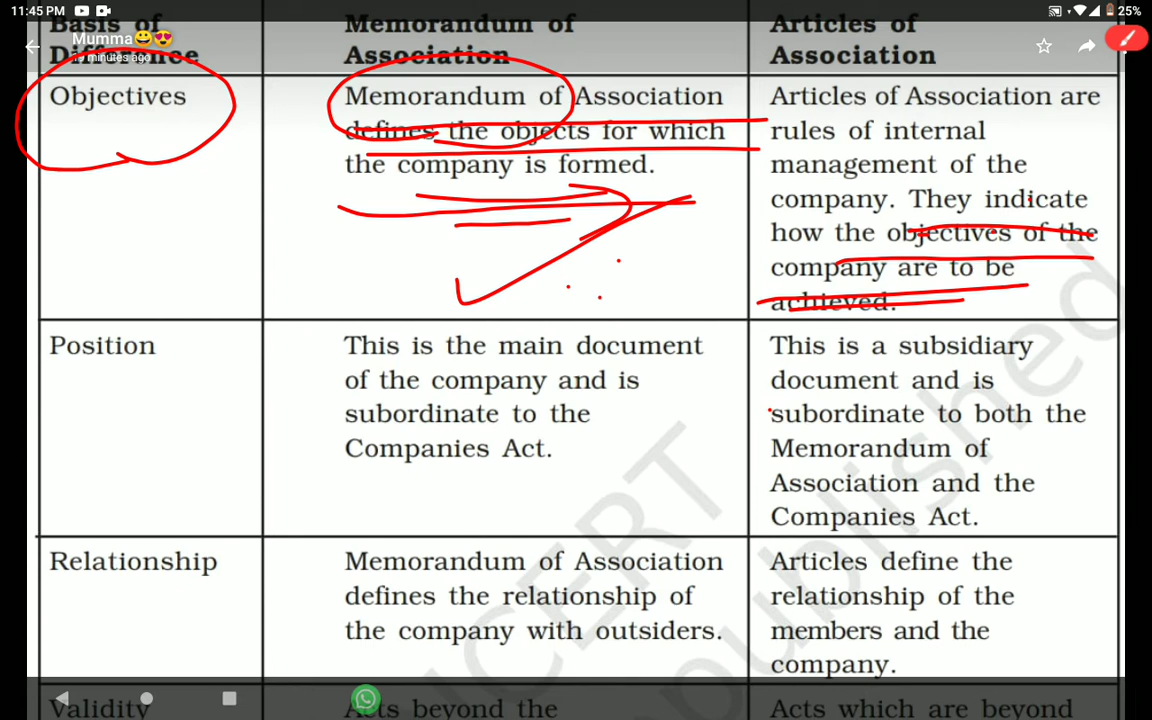 11:45 PM
25%
Mumma😀😍
minutes ago
Basis of
Difference
Memorandum of
Association
Articles of
Association
Objectives
Memorandum of Association
defines the objects for which
the company is formed.
Articles of Association are
rules of internal
management of the
company. They indicate
how the objectives of the
company are to be
achieved.
Position
This is the main document
of the company and is
subordinate to the
Companies Act.
This is a subsidiary
document and is
subordinate to both the
Memorandum of
Association and the
Companies Act.
Relationship
Memorandum of Association
defines the relationship of
the company with outsiders.
Articles define the
relationship of the
members and the
company.
Validity
Acts beyond the
Acts which are beyond
NCERT
published